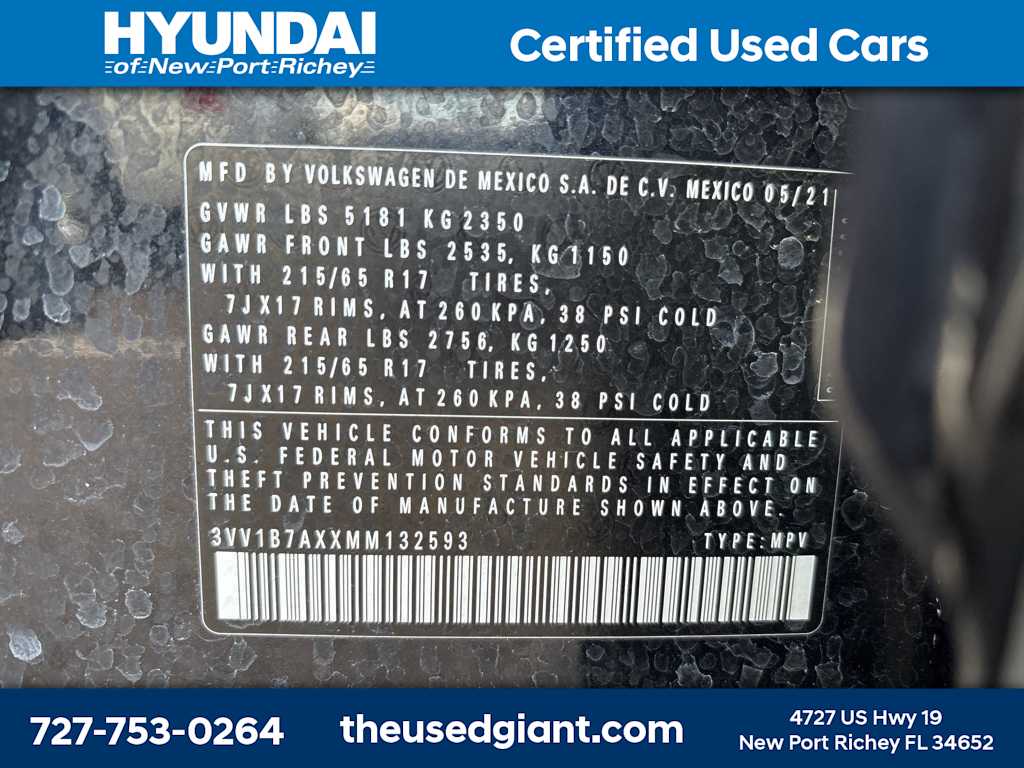 HYUNDAI
of New Port Richey
Certified Used Cars
MFD BY VOLKSWAGEN DE MEXICO S.A. DE C.V. MEXICO 05/21
GVWR LBS 5181 KG 2350
GAWR FRONT LBS 2535, KG 1150
WITH 215/65 R17 TIRES,
7JX17 RIMS, AT 260 KPA, 38 PSI COLD
GAWR REAR LBS 2756, KG 1250
WITH 215/65 R17 TIRES,
7JX17 RIMS, AT 260 KPA, 38 PSI COLD
THIS VEHICLE CONFORMS TO ALL APPLICABLE
U.S. FEDERAL MOTOR VEHICLE SAFETY AND
THEFT PREVENTION STANDARDS IN EFFECT ON
THE DATE OF MANUFACTURE SHOWN ABOVE.
3VV1B7AXXMM132593 TYPE: MPV
727-753-0264
theusedgiant.com
4727 US Hwy 19
New Port Richey FL 34652